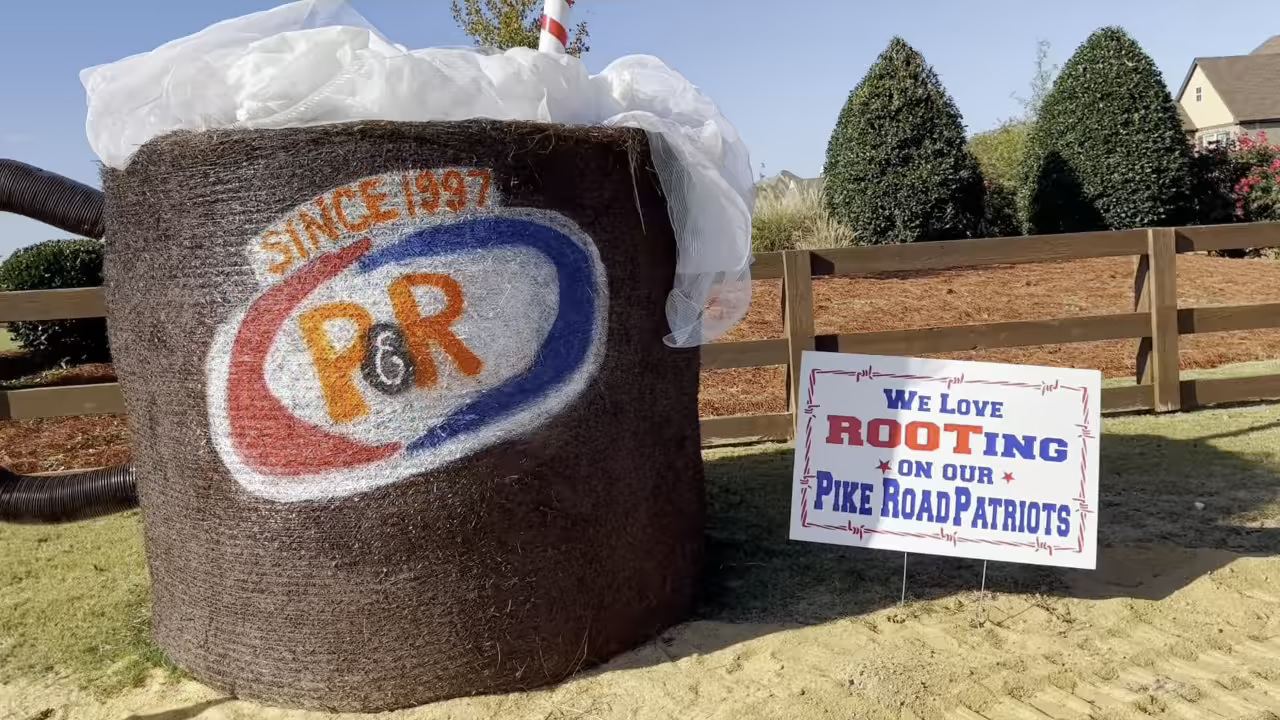 SINCE 1997
P&R
WE LOVE
ROOTING
ON OUR
PIKE ROAD PATRIOTS